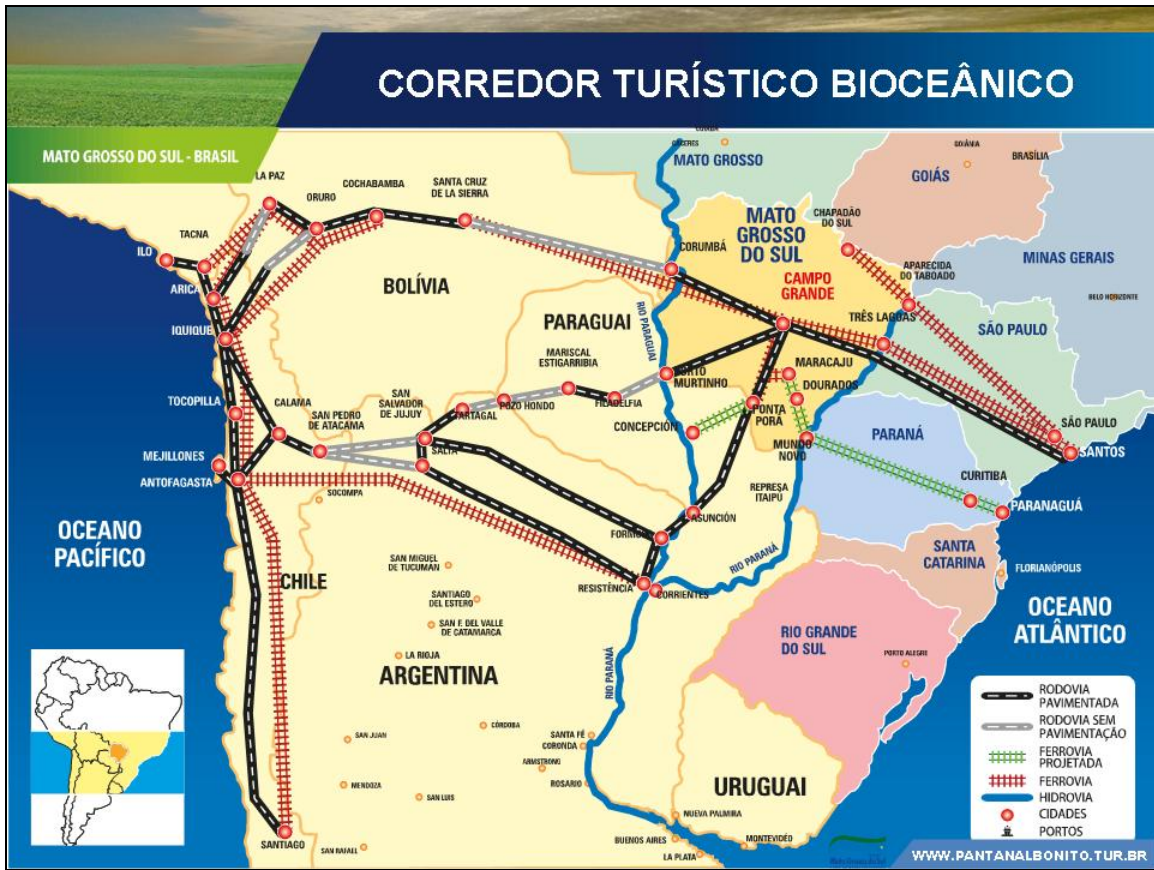 CORREDOR TURÍSTICO BIOCEÂNICO
MATO GROSSO DO SUL - BRASIL
CÁCERES
MATO GROSSO
GOIÂNIA
BRASÍLIA
GOIÁS
LA PAZ
ORURO
COCHABAMBA
SANTA CRUZ
DE LA SIERRA
MATO
GROSSO
DO SUL
CHAPADÃO
DO SUL
TACNA
ILO
CORUMBÁ
MINAS GERAIS
APARECIDA
DO TABOADO
CAMPO
GRANDE
ARICA
BOLÍVIA
BELO HORIZONTE
IQUIQUE
PARAGUAI
RIO PARAGUAI
TRÊS LAGOAS
SÃO PAULO
MARISCAL
ESTIGARRIBIA
MARACAJU
TOCOPILLA
CALAMA
SAN PEDRO
DE ATACAMA
SAN
SALVADOR
DE JUJUY
TARTAGAL
POZO HONDO
FILADELFIA
PORTO
MURTINHO
DOURADOS
CONCEPCIÓN
PONTA
PORA
MUNDO
NOVO
PARANÁ
SÃO PAULO
SANTOS
MEJILLONES
ANTOFAGASTA
SALTA
SOCOMPA
REPRESA
ITAIPÚ
CURITIBA
PARANAGUÁ
OCEANO
PACÍFICO
ASUNCIÓN
FORMOSA
SANTA
CATARINA
FLORIANÓPOLIS
CHILE
SAN MIGUEL
DE TUCUMÁN
RIO PARANÁ
RESISTÊNCIA
CORRIENTES
SANTIAGO
DEL ESTERO
SAN F. DEL VALLE
DE CATAMARCA
OCEANO
ATLÂNTICO
RIO GRANDE
DO SUL
LA RIOJA
ARGENTINA
PORTO ALEGRE
RIO PARANÁ
SAN JUAN
CÓRDOBA
SANTA FÉ
CORONDA
ARMSTRONG
ROSARIO
MENDOZA
SAN LUIS
URUGUAI
NUEVA PALMIRA
SANTIAGO
SAN RAFAEL
BUENOS AIRES
MONTEVIDÉO
LA PLATA
RODOVIA
PAVIMENTADA
RODOVIA SEM
PAVIMENTAÇÃO
FERROVIA
PROJETADA
FERROVIA
HIDROVIA
CIDADES
PORTOS
WWW.PANTANALBONITO.TUR.BR